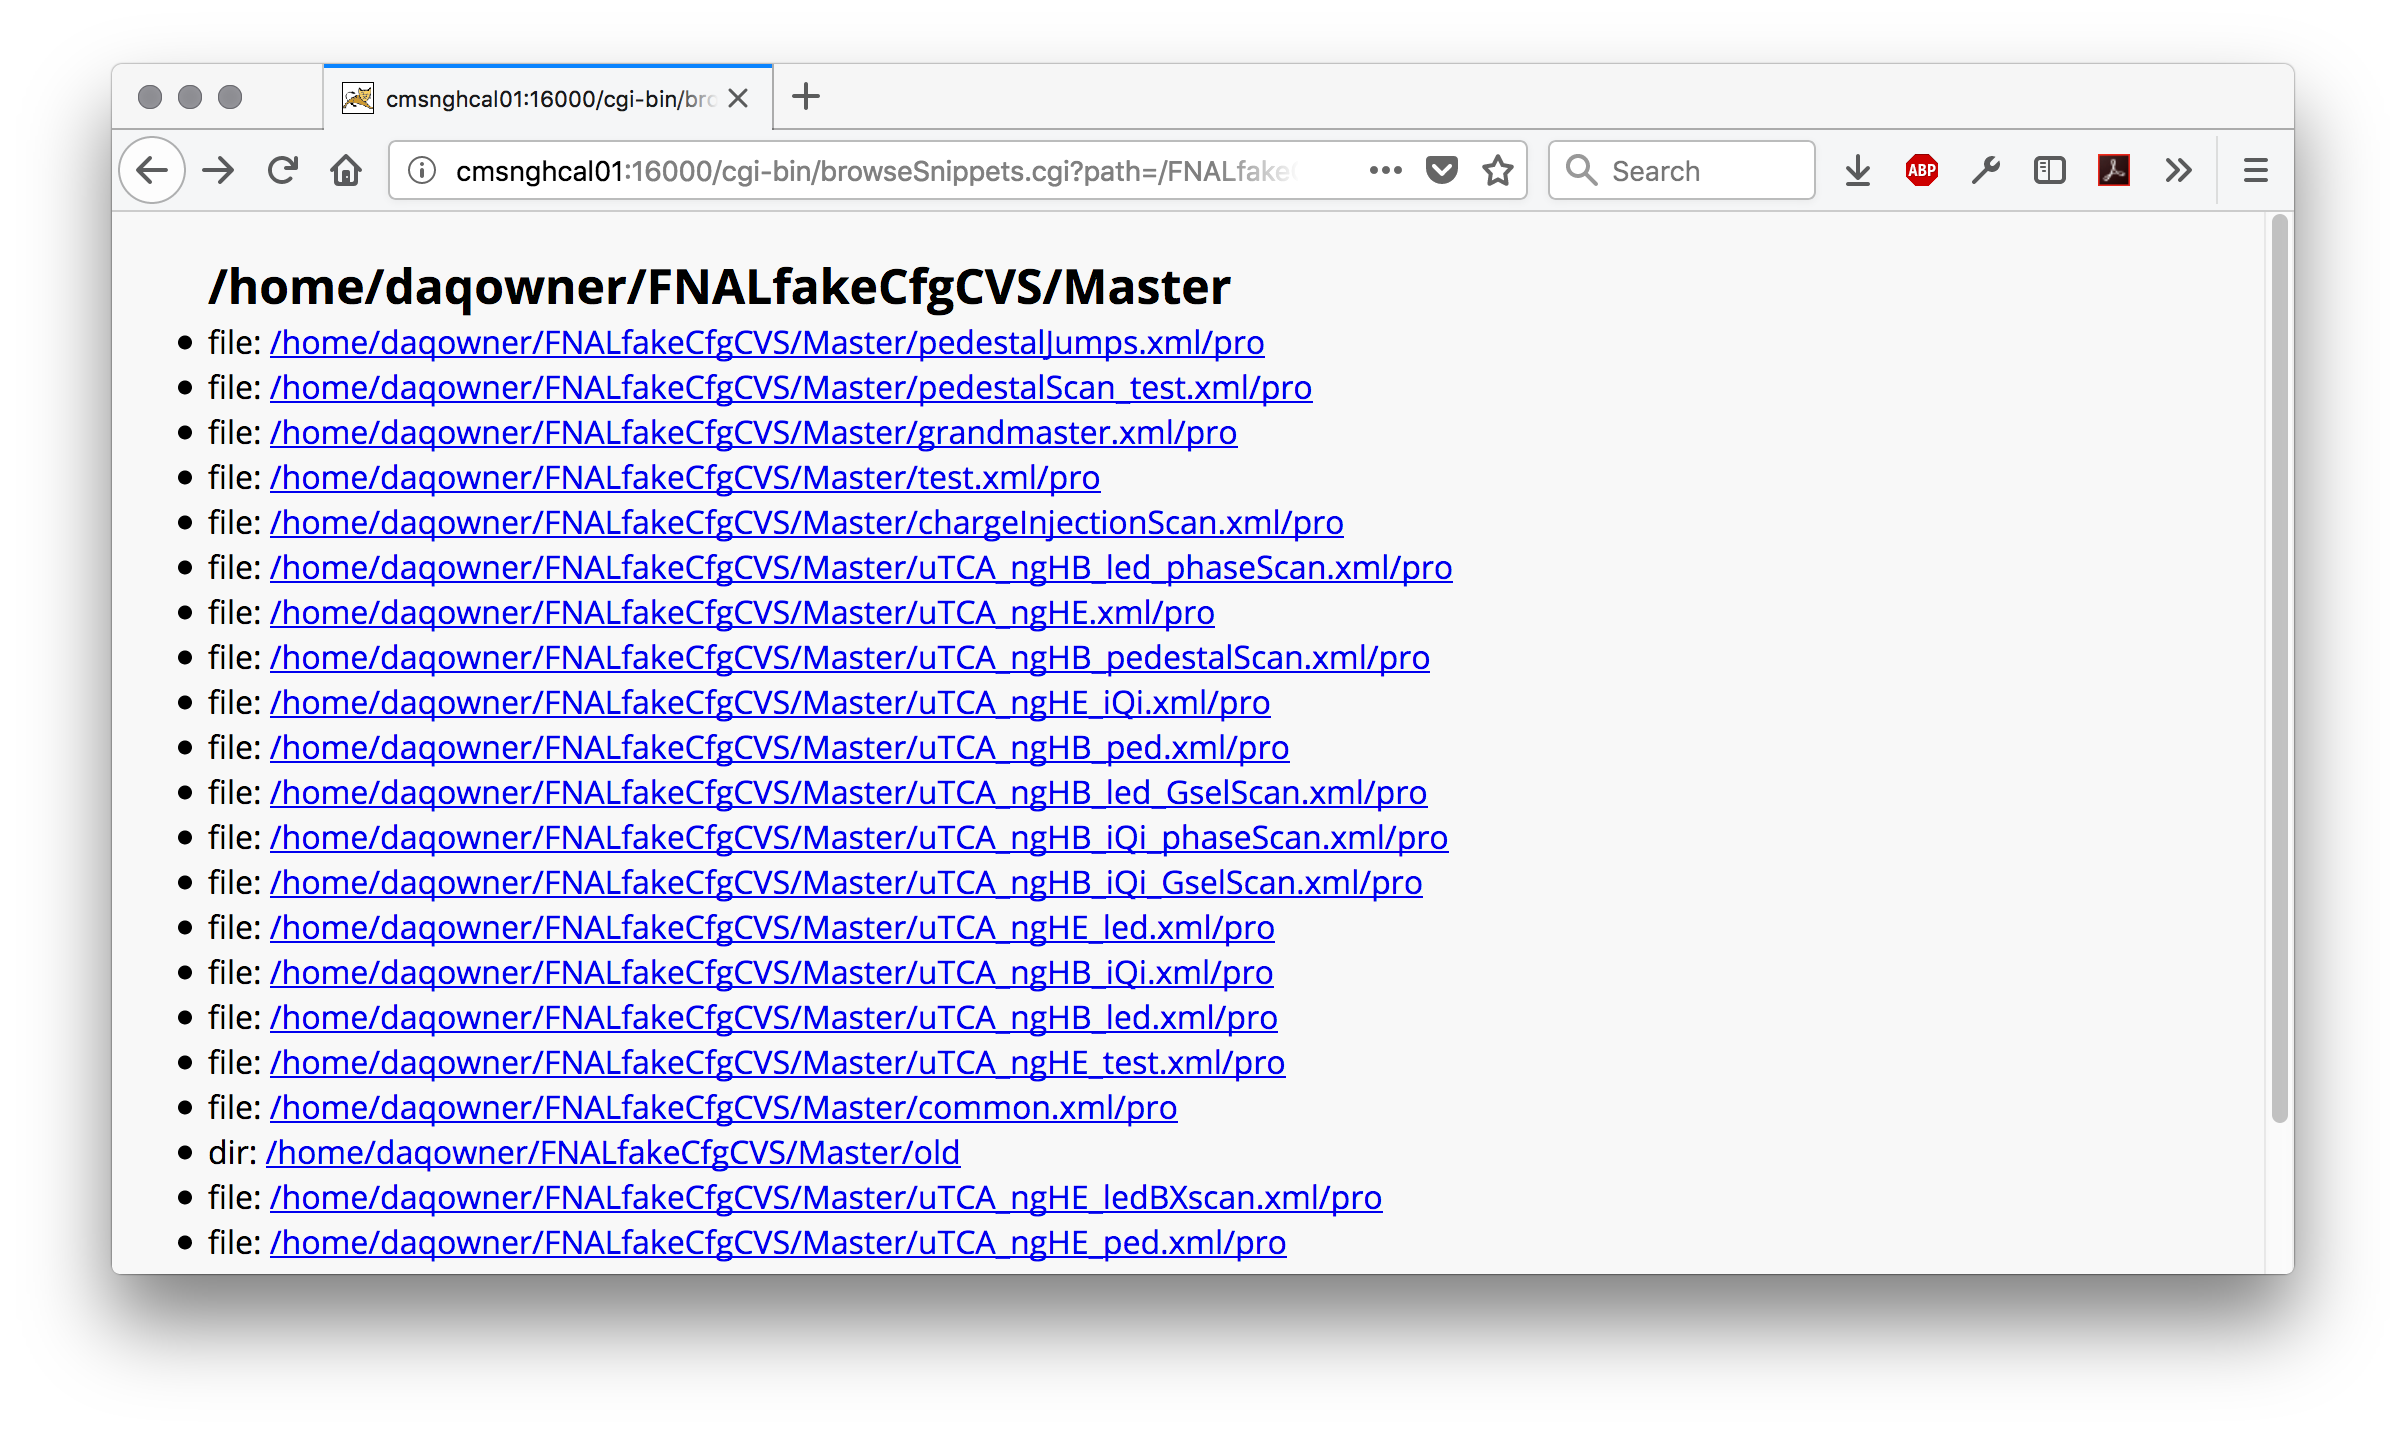 cmsnghcal01:16000/cgi-bin/bro
cmsnghcal01:16000/cgi-bin/browseSnippets.cgi?path=/FNALfake
Search
ABP
/home/daqowner/FNALfakeCfgCVS/Master
file: /home/daqowner/FNALfakeCfgCVS/Master/pedestalJumps.xml/pro
file: /home/daqowner/FNALfakeCfgCVS/Master/pedestalScan_test.xml/pro
file: /home/daqowner/FNALfakeCfgCVS/Master/grandmaster.xml/pro
file: /home/daqowner/FNALfakeCfgCVS/Master/test.xml/pro
file: /home/daqowner/FNALfakeCfgCVS/Master/chargeInjectionScan.xml/pro
file: /home/daqowner/FNALfakeCfgCVS/Master/uTCA_ngHB_led_phaseScan.xml/pro
file: /home/daqowner/FNALfakeCfgCVS/Master/uTCA_ngHE.xml/pro
file: /home/daqowner/FNALfakeCfgCVS/Master/uTCA_ngHB_pedestalScan.xml/pro
file: /home/daqowner/FNALfakeCfgCVS/Master/uTCA_ngHE_iQi.xml/pro
file: /home/daqowner/FNALfakeCfgCVS/Master/uTCA_ngHB_ped.xml/pro
file: /home/daqowner/FNALfakeCfgCVS/Master/uTCA_ngHB_led_GselScan.xml/pro
file: /home/daqowner/FNALfakeCfgCVS/Master/uTCA_ngHB_iQi_phaseScan.xml/pro
file: /home/daqowner/FNALfakeCfgCVS/Master/uTCA_ngHB_iQi_GselScan.xml/pro
file: /home/daqowner/FNALfakeCfgCVS/Master/uTCA_ngHE_led.xml/pro
file: /home/daqowner/FNALfakeCfgCVS/Master/uTCA_ngHB_iQi.xml/pro
file: /home/daqowner/FNALfakeCfgCVS/Master/uTCA_ngHB_led.xml/pro
file: /home/daqowner/FNALfakeCfgCVS/Master/uTCA_ngHE_test.xml/pro
file: /home/daqowner/FNALfakeCfgCVS/Master/common.xml/pro
dir: /home/daqowner/FNALfakeCfgCVS/Master/old
file: /home/daqowner/FNALfakeCfgCVS/Master/uTCA_ngHE_ledBXscan.xml/pro
file: /home/daqowner/FNALfakeCfgCVS/Master/uTCA_ngHE_ped.xml/pro